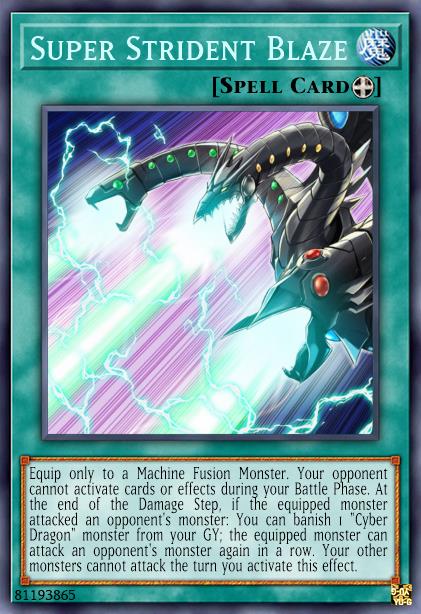 Super Strident Blaze
魔
[Spell Card]
Equip only to a Machine Fusion Monster. Your opponent
cannot activate cards or effects during your Battle Phase. At
the end of the Damage Step, if the equipped monster
attacked an opponent's monster: You can banish 1 "Cyber
Dragon" monster from your GY; the equipped monster can
attack an opponent's monster again in a row. Your other
monsters cannot attack the turn you activate this effect.
81193865